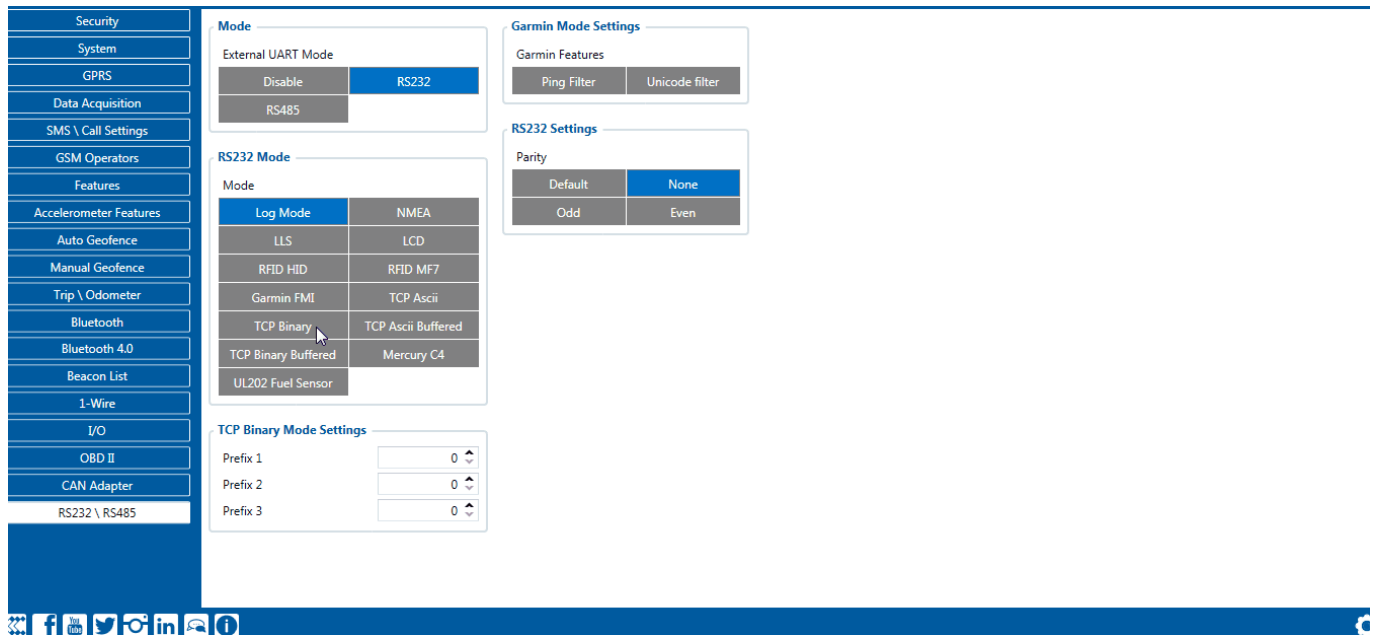 Security
System
GPRS
Data Acquisition
SMS \ Call Settings
GSM Operators
Features
Accelerometer Features
Auto Geofence
Manual Geofence
Trip \ Odometer
Bluetooth
Bluetooth 4.0
Beacon List
1-Wire
I/O
OBD II
CAN Adapter
RS232 \ RS485
Mode
External UART Mode
Disable RS232
RS485
RS232 Mode
Mode
Log Mode NMEA
LLS LCD
RFID HID RFID MF7
Garmin FMI TCP Ascii
TCP Binary TCP Ascii Buffered
TCP Binary Buffered Mercury C4
UL202 Fuel Sensor
TCP Binary Mode Settings
Prefix 1 0
Prefix 2 0
Prefix 3 0
Garmin Mode Settings
Garmin Features
Ping Filter Unicode filter
RS232 Settings
Parity
Default None
Odd Even
You
Tube
in